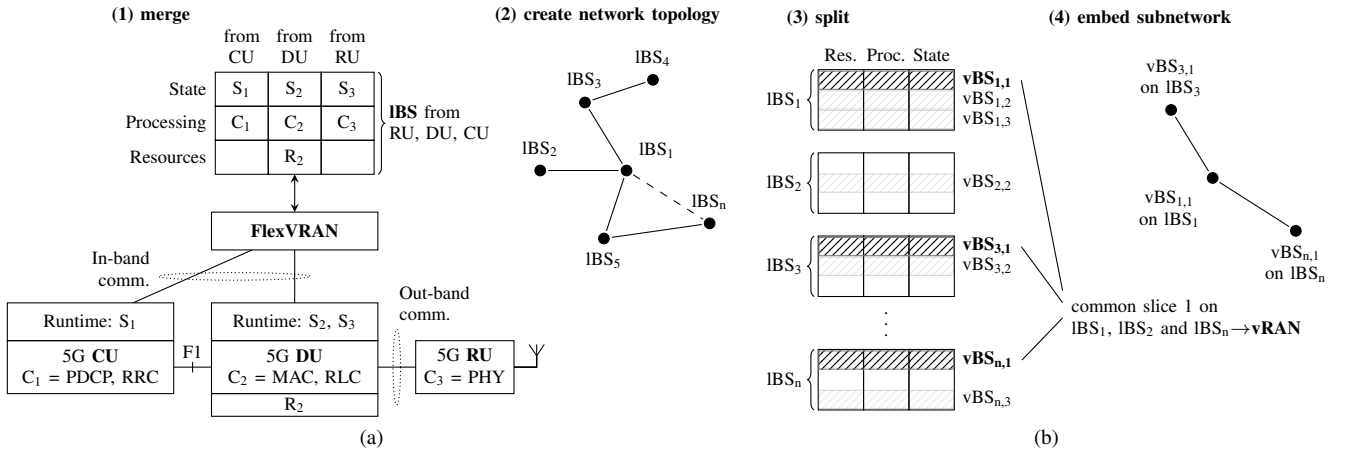 (1) merge
from CU
from DU
from RU
State S1 S2 S3
Processing C1 C2 C3
Resources R2
lBS from
RU, DU, CU
FlexVRAN
In-band
comm.
Out-band
comm.
Runtime: S1
5G CU
C1 = PDCP, RRC
F1
Runtime: S2, S3
5G DU
C2 = MAC, RLC
R2
5G RU
C3 = PHY
(a)
(2) create network topology
lBS4
lBS3
lBS2
lBS1
lBSn
lBS5
(3) split
Res. Proc. State
lBS1
vBS1,1
vBS1,2
vBS1,3
lBS2
vBS2,2
lBS3
vBS3,1
vBS3,2
⋮
lBSn
vBSn,1
vBSn,3
common slice 1 on
lBS1, lBS2 and lBSn→vRAN
(4) embed subnetwork
vBS3,1
on lBS3
vBS1,1
on lBS1
vBSn,1
on lBSn
(b)